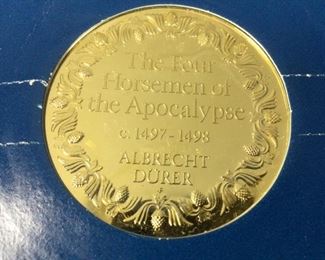 The Four
Horsemen of
the Apocalypse
c. 1497-1498
ALBRECHT
DÜRER